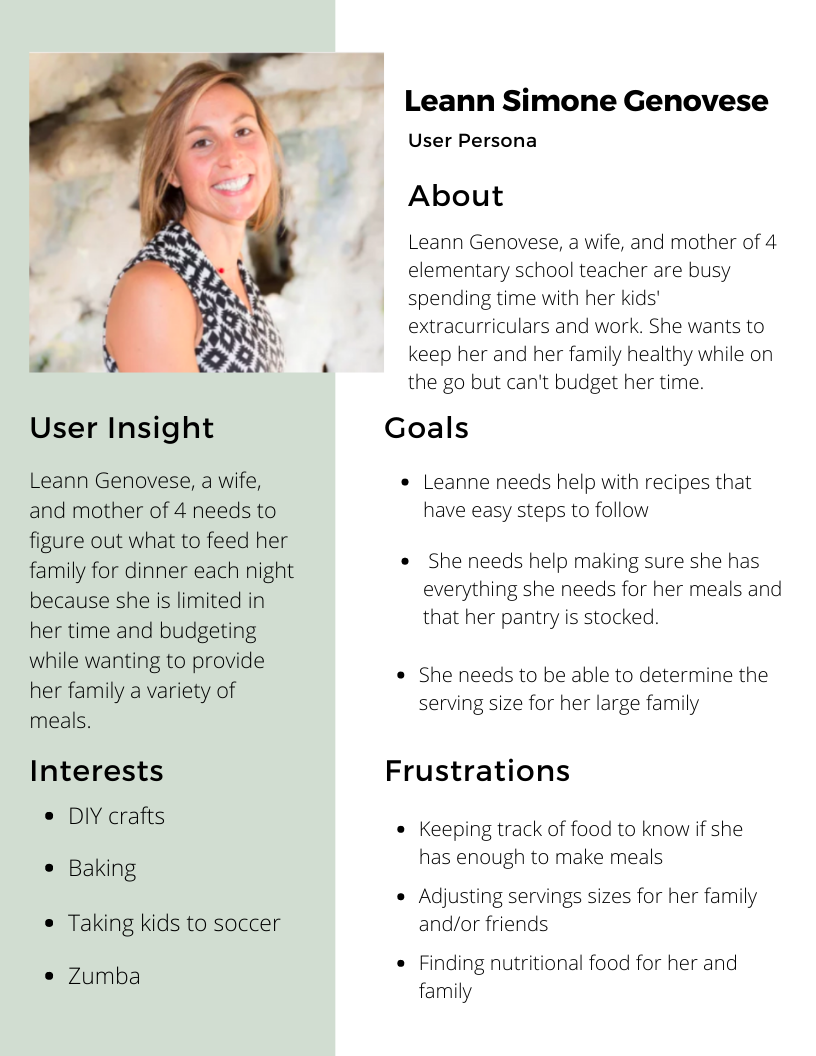 Leann Simone Genovese
User Persona
About
Leann Genovese, a wife, and mother of 4
elementary school teacher are busy
spending time with her kids'
extracurriculars and work. She wants to
keep her and her family healthy while on
the go but can't budget her time.
User Insight
Leann Genovese, a wife,
and mother of 4 needs to
figure out what to feed her
family for dinner each night
because she is limited in
her time and budgeting
while wanting to provide
her family a variety of
meals.
Interests
• DIY crafts
• Baking
• Taking kids to soccer
• Zumba
Goals
• Leanne needs help with recipes that
have easy steps to follow
• She needs help making sure she has
everything she needs for her meals and
that her pantry is stocked.
• She needs to be able to determine the
serving size for her large family
Frustrations
• Keeping track of food to know if she
has enough to make meals
• Adjusting servings sizes for her family
and/or friends
• Finding nutritional food for her and
family